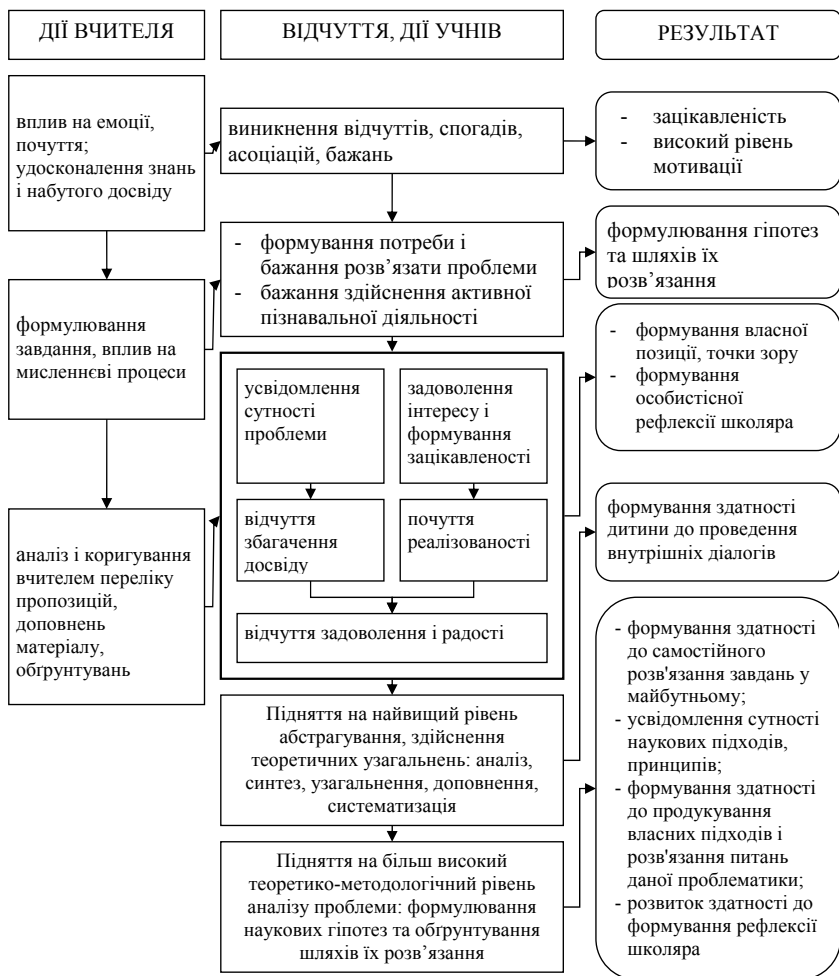 ДІЇ ВЧИТЕЛЯ
ВІДЧУТТЯ, ДІЇ УЧНІВ
РЕЗУЛЬТАТ
вплив на емоції,
почуття;
удосконалення знань
і набутого досвіду
виникнення відчуттів, спогадів,
асоціацій, бажань
- зацікавленість
- високий рівень
мотивації
- формування потреби і
бажання розв’язати проблеми
- бажання здійснення активної
пізнавальної діяльності
формулювання гіпотез
та шляхів їх
розв’язання
формулювання
завдання, вплив на
мисленнєві процеси
усвідомлення
сутності
проблеми
задоволення
інтересу і
формування
зацікавленості
- формування власної
позиції, точки зору
- формування
особистісної
рефлексії школяра
аналіз і коригування
вчителем переліку
пропозицій,
доповнень
матеріалу,
обґрунтувань
відчуття
збагачення
досвіду
почуття
реалізованості
відчуття задоволення і радості
формування здатності
дитини до проведення
внутрішніх діалогів
Підняття на найвищий рівень
абстрагування, здійснення
теоретичних узагальнень: аналіз,
синтез, узагальнення, доповнення,
систематизація
Підняття на більш високий
теоретико-методологічний рівень
аналізу проблеми: формулювання
наукових гіпотез та обґрунтування
шляхів їх розв’язання
- формування здатності
до самостійного
розв'язання завдань у
майбутньому;
- усвідомлення сутності
наукових підходів,
принципів;
- формування здатності
до продукування
власних підходів і
розв'язання питань
даної проблематики;
- розвиток здатності до
формування рефлексії
школяра